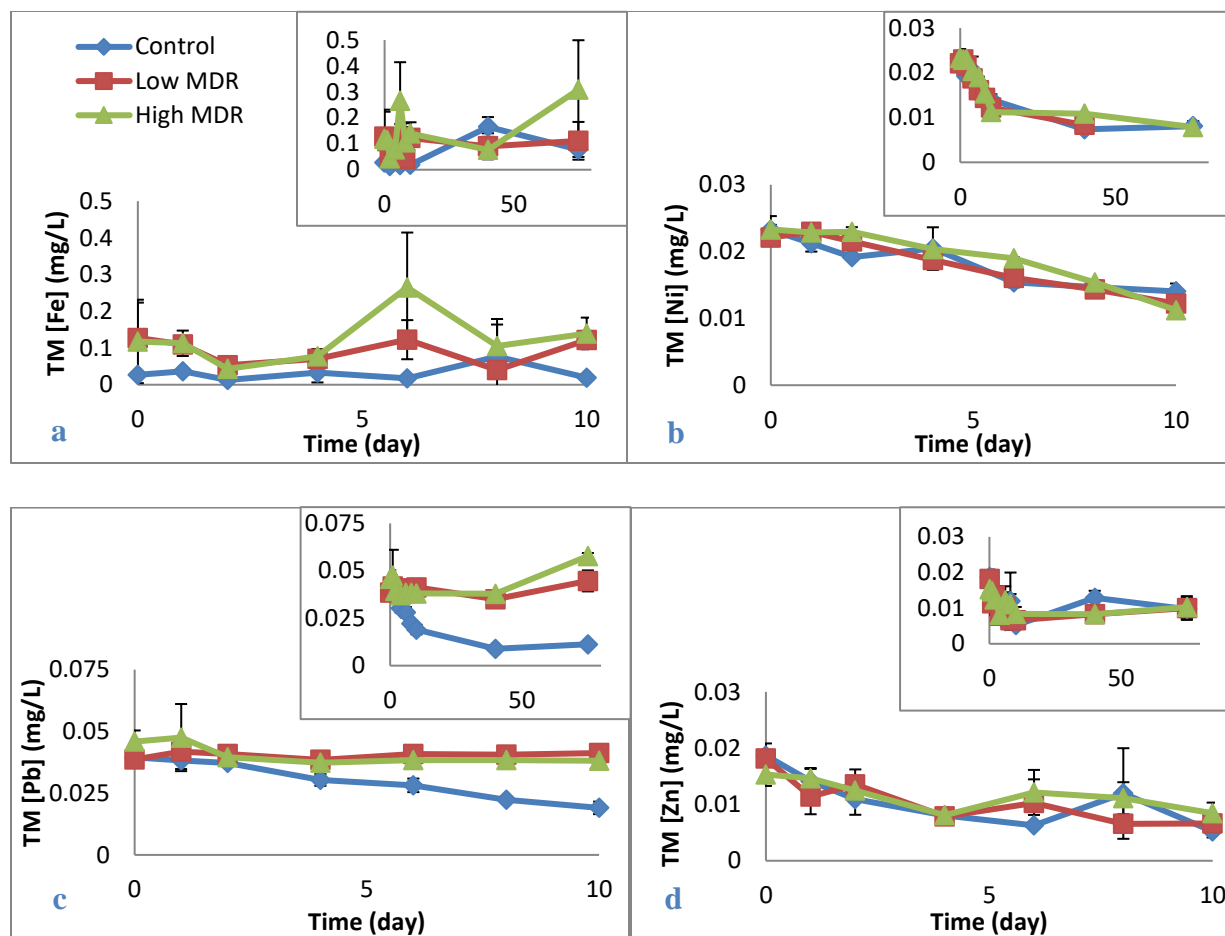 Control
Low MDR
High MDR
0.5
0.4
0.3
0.2
0.1
0
0 50
TM [Fe] (mg/L)
0.5
0.4
0.3
0.2
0.1
0
0 5 10
Time (day)
a
0.03
0.02
0.01
0
0 50
TM [Ni] (mg/L)
0.03
0.02
0.01
0
0 5 10
Time (day)
b
0.075
0.05
0.025
0
0 50
TM [Pb] (mg/L)
0.075
0.05
0.025
0
0 5 10
Time (day)
c
0.03
0.02
0.01
0
0 50
TM [Zn] (mg/L)
0.03
0.02
0.01
0
0 5 10
Time (day)
d